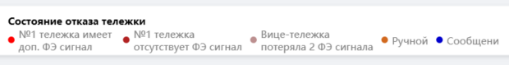 Состояние отказа тележки
№1 тележка имеет доп. ФЭ сигнал
№1 тележка отсутствует ФЭ сигнал
Вице-тележка потеряла 2 ФЭ сигнала
Ручной
Сообщени